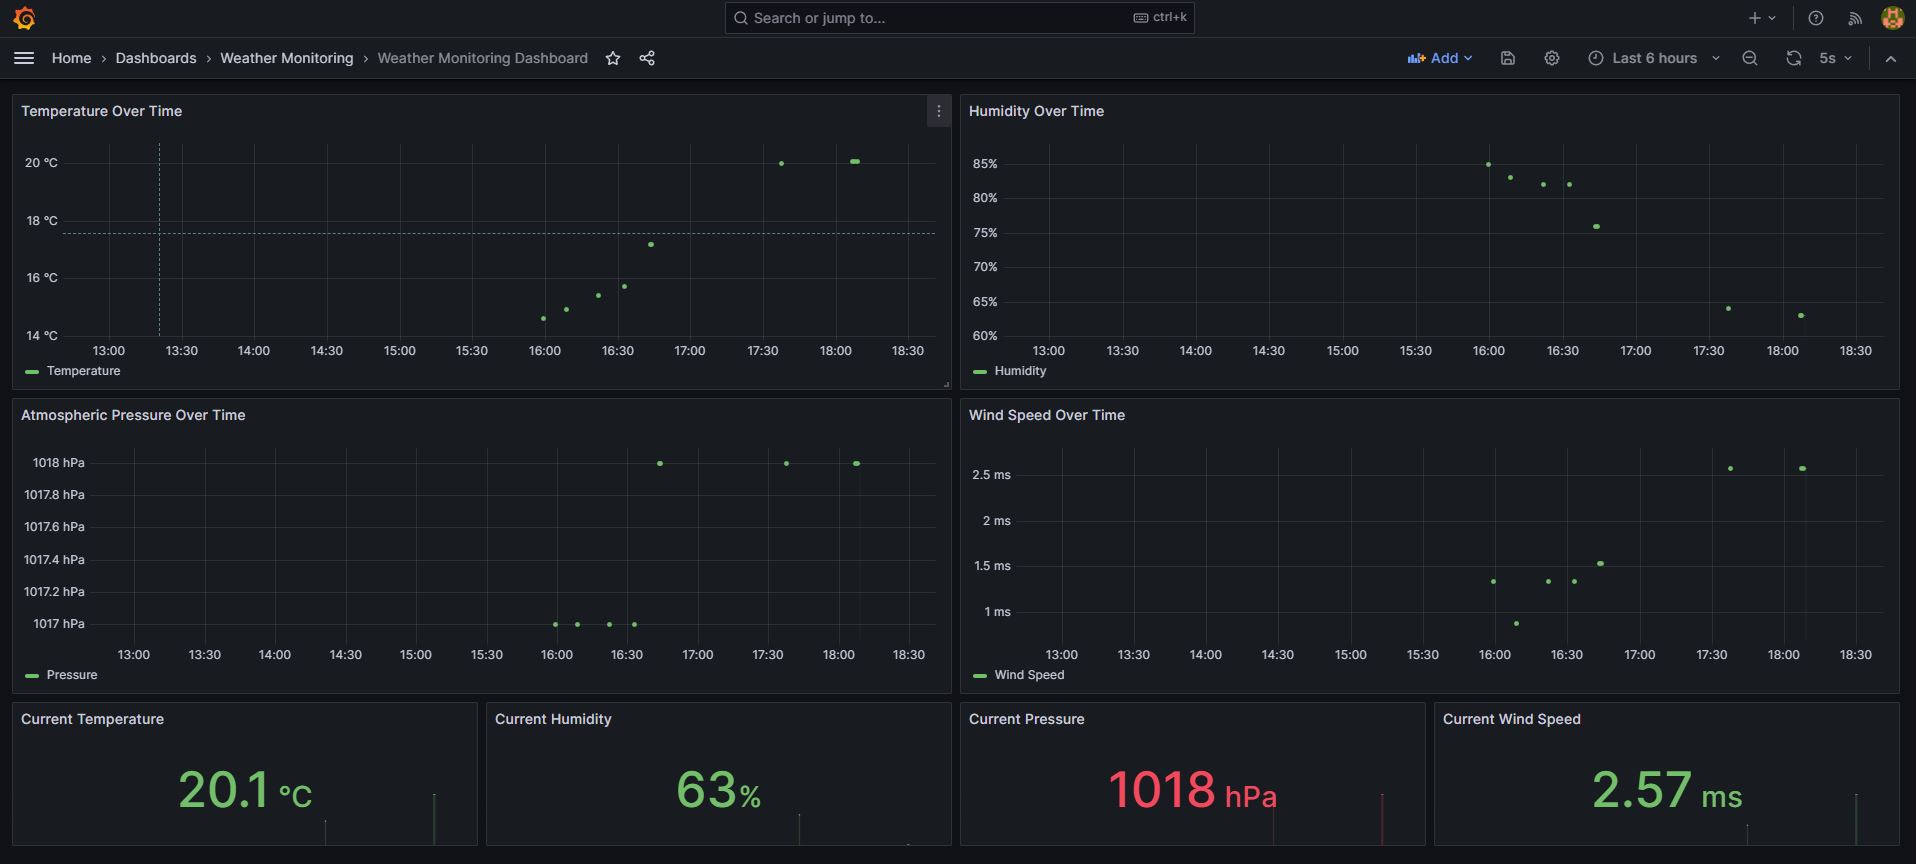 Search or jump to... ctrl+k
Home › Dashboards › Weather Monitoring › Weather Monitoring Dashboard Add Last 6 hours 5s
Temperature Over Time
20 °C
18 °C
16 °C
14 °C
13:00 13:30 14:00 14:30 15:00 15:30 16:00 16:30 17:00 17:30 18:00 18:30
Temperature
Humidity Over Time
85%
80%
75%
70%
65%
60%
13:00 13:30 14:00 14:30 15:00 15:30 16:00 16:30 17:00 17:30 18:00 18:30
Humidity
Atmospheric Pressure Over Time
1018 hPa
1017.8 hPa
1017.6 hPa
1017.4 hPa
1017.2 hPa
1017 hPa
13:00 13:30 14:00 14:30 15:00 15:30 16:00 16:30 17:00 17:30 18:00 18:30
Pressure
Wind Speed Over Time
2.5 ms
2 ms
1.5 ms
1 ms
13:00 13:30 14:00 14:30 15:00 15:30 16:00 16:30 17:00 17:30 18:00 18:30
Wind Speed
Current Temperature
20.1 °C
Current Humidity
63%
Current Pressure
1018 hPa
Current Wind Speed
2.57 ms